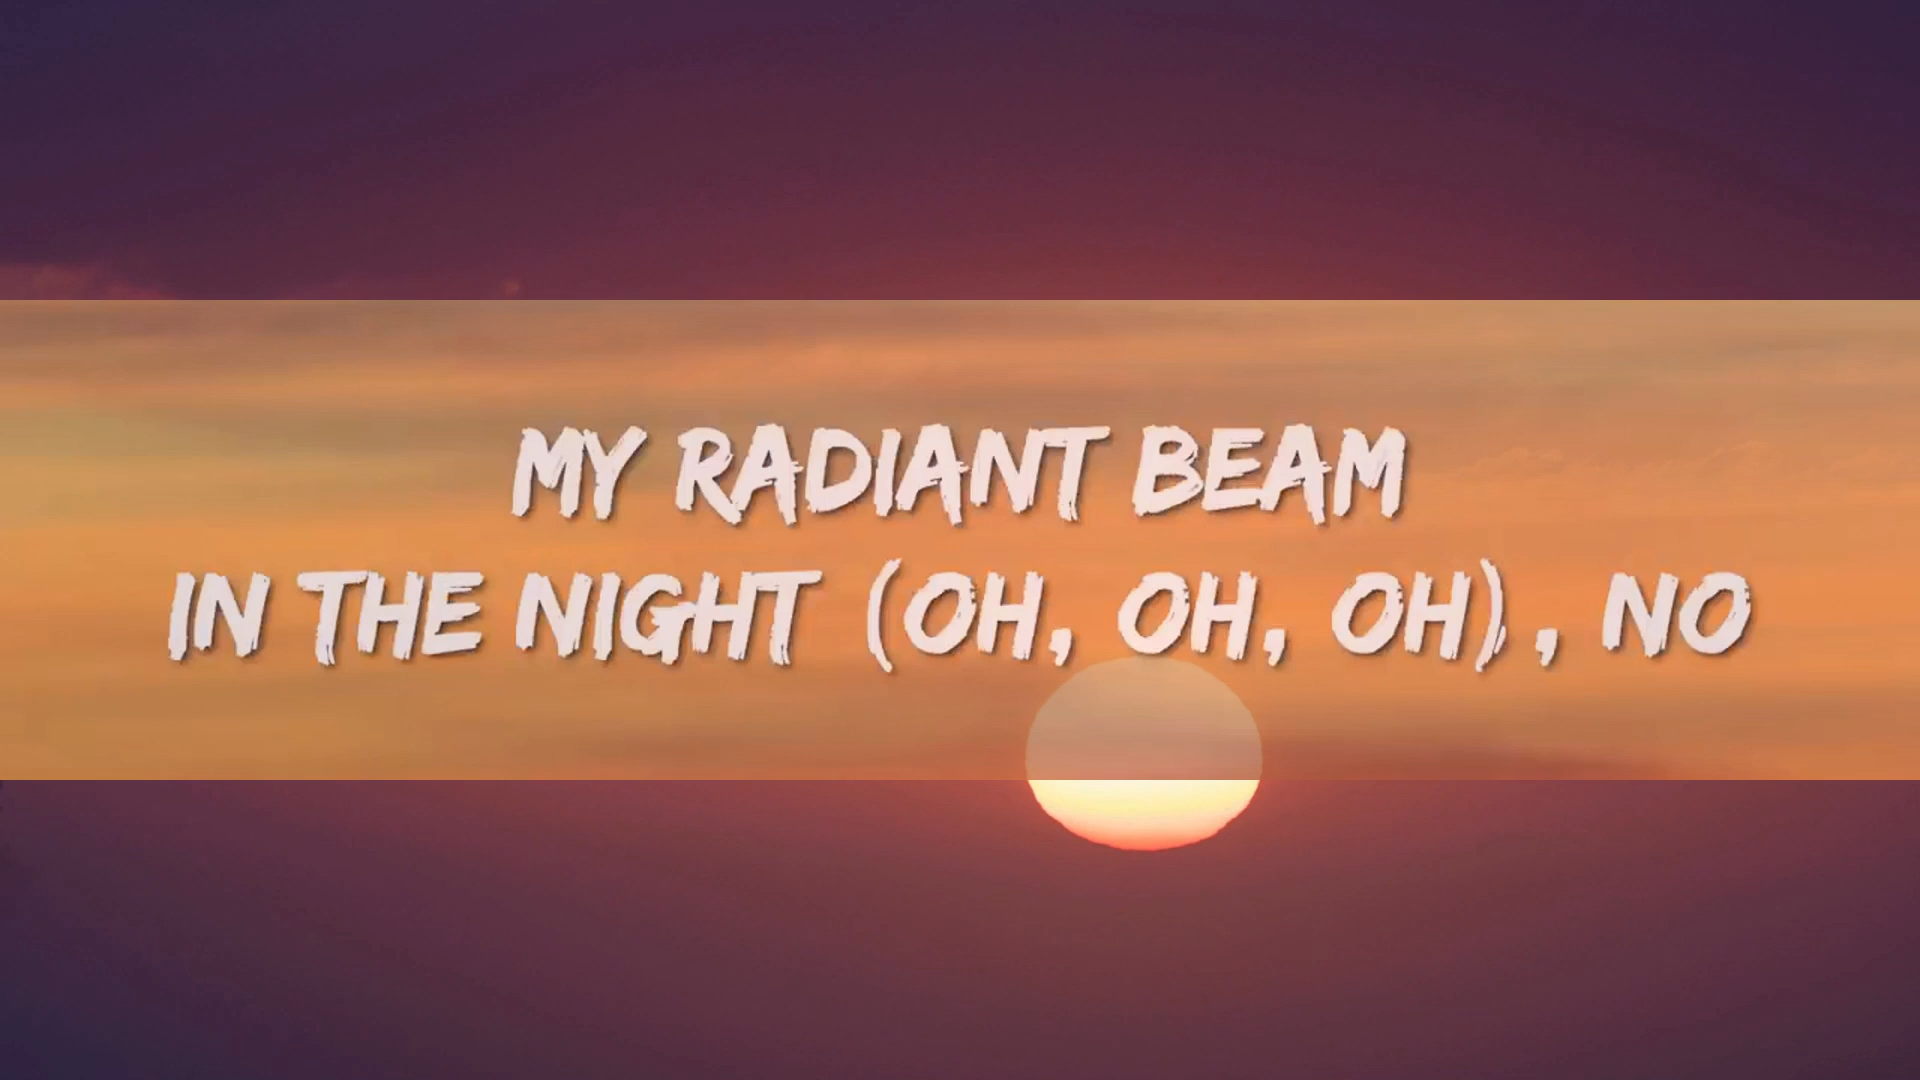 MY RADIANT BEAM
IN THE NIGHT (OH, OH, OH), NO